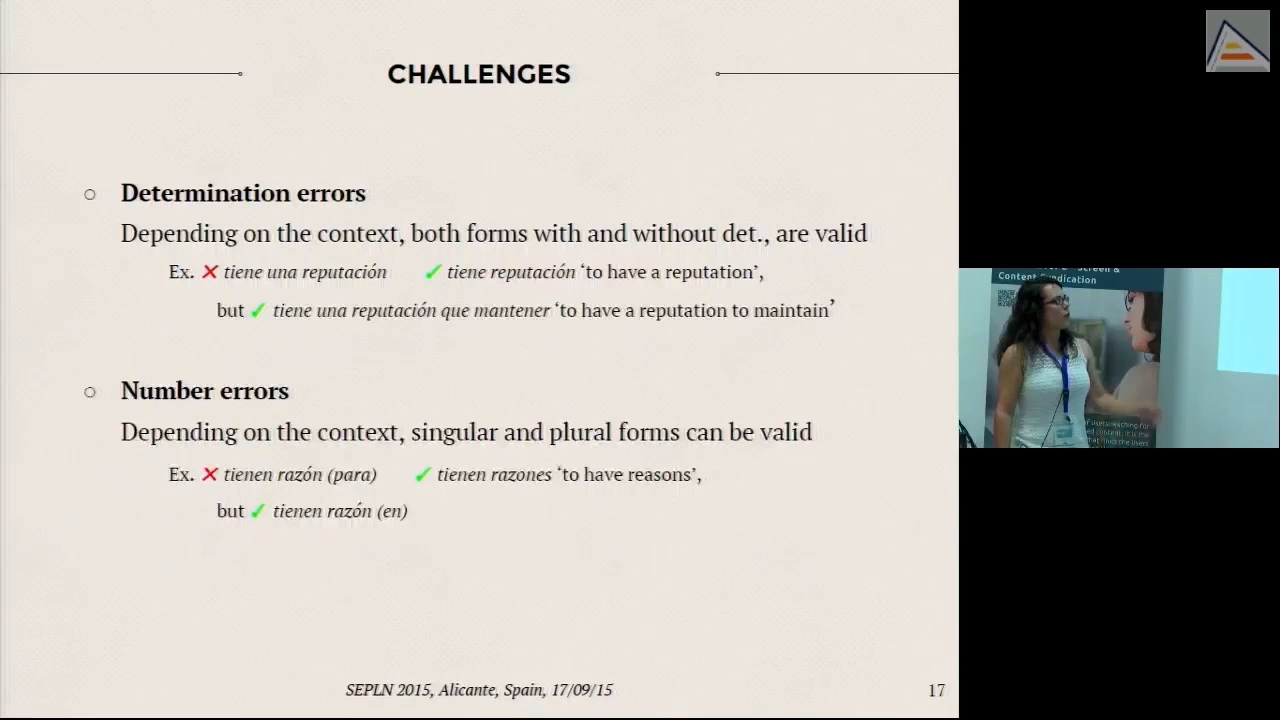 CHALLENGES
○ Determination errors
Depending on the context, both forms with and without det., are valid
Ex. ✕ tiene una reputación ✓ tiene reputación ‘to have a reputation’,
but ✓ tiene una reputación que mantener ‘to have a reputation to maintain’
○ Number errors
Depending on the context, singular and plural forms can be valid
Ex. ✕ tienen razón (para) ✓ tienen razones ‘to have reasons’,
but ✓ tienen razón (en)
SEPLN 2015, Alicante, Spain, 17/09/15
17
Screen &
Content Syndication